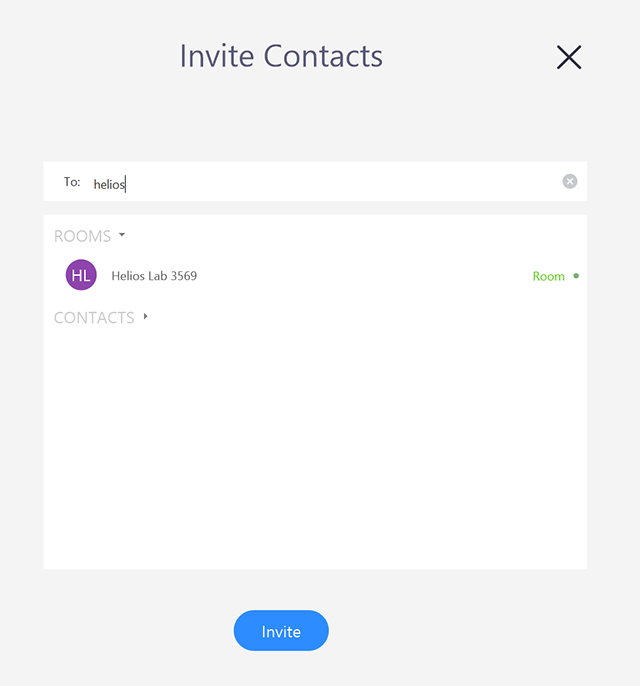 Invite Contacts
To: helios
ROOMS
HL Helios Lab 3569 Room
CONTACTS
Invite